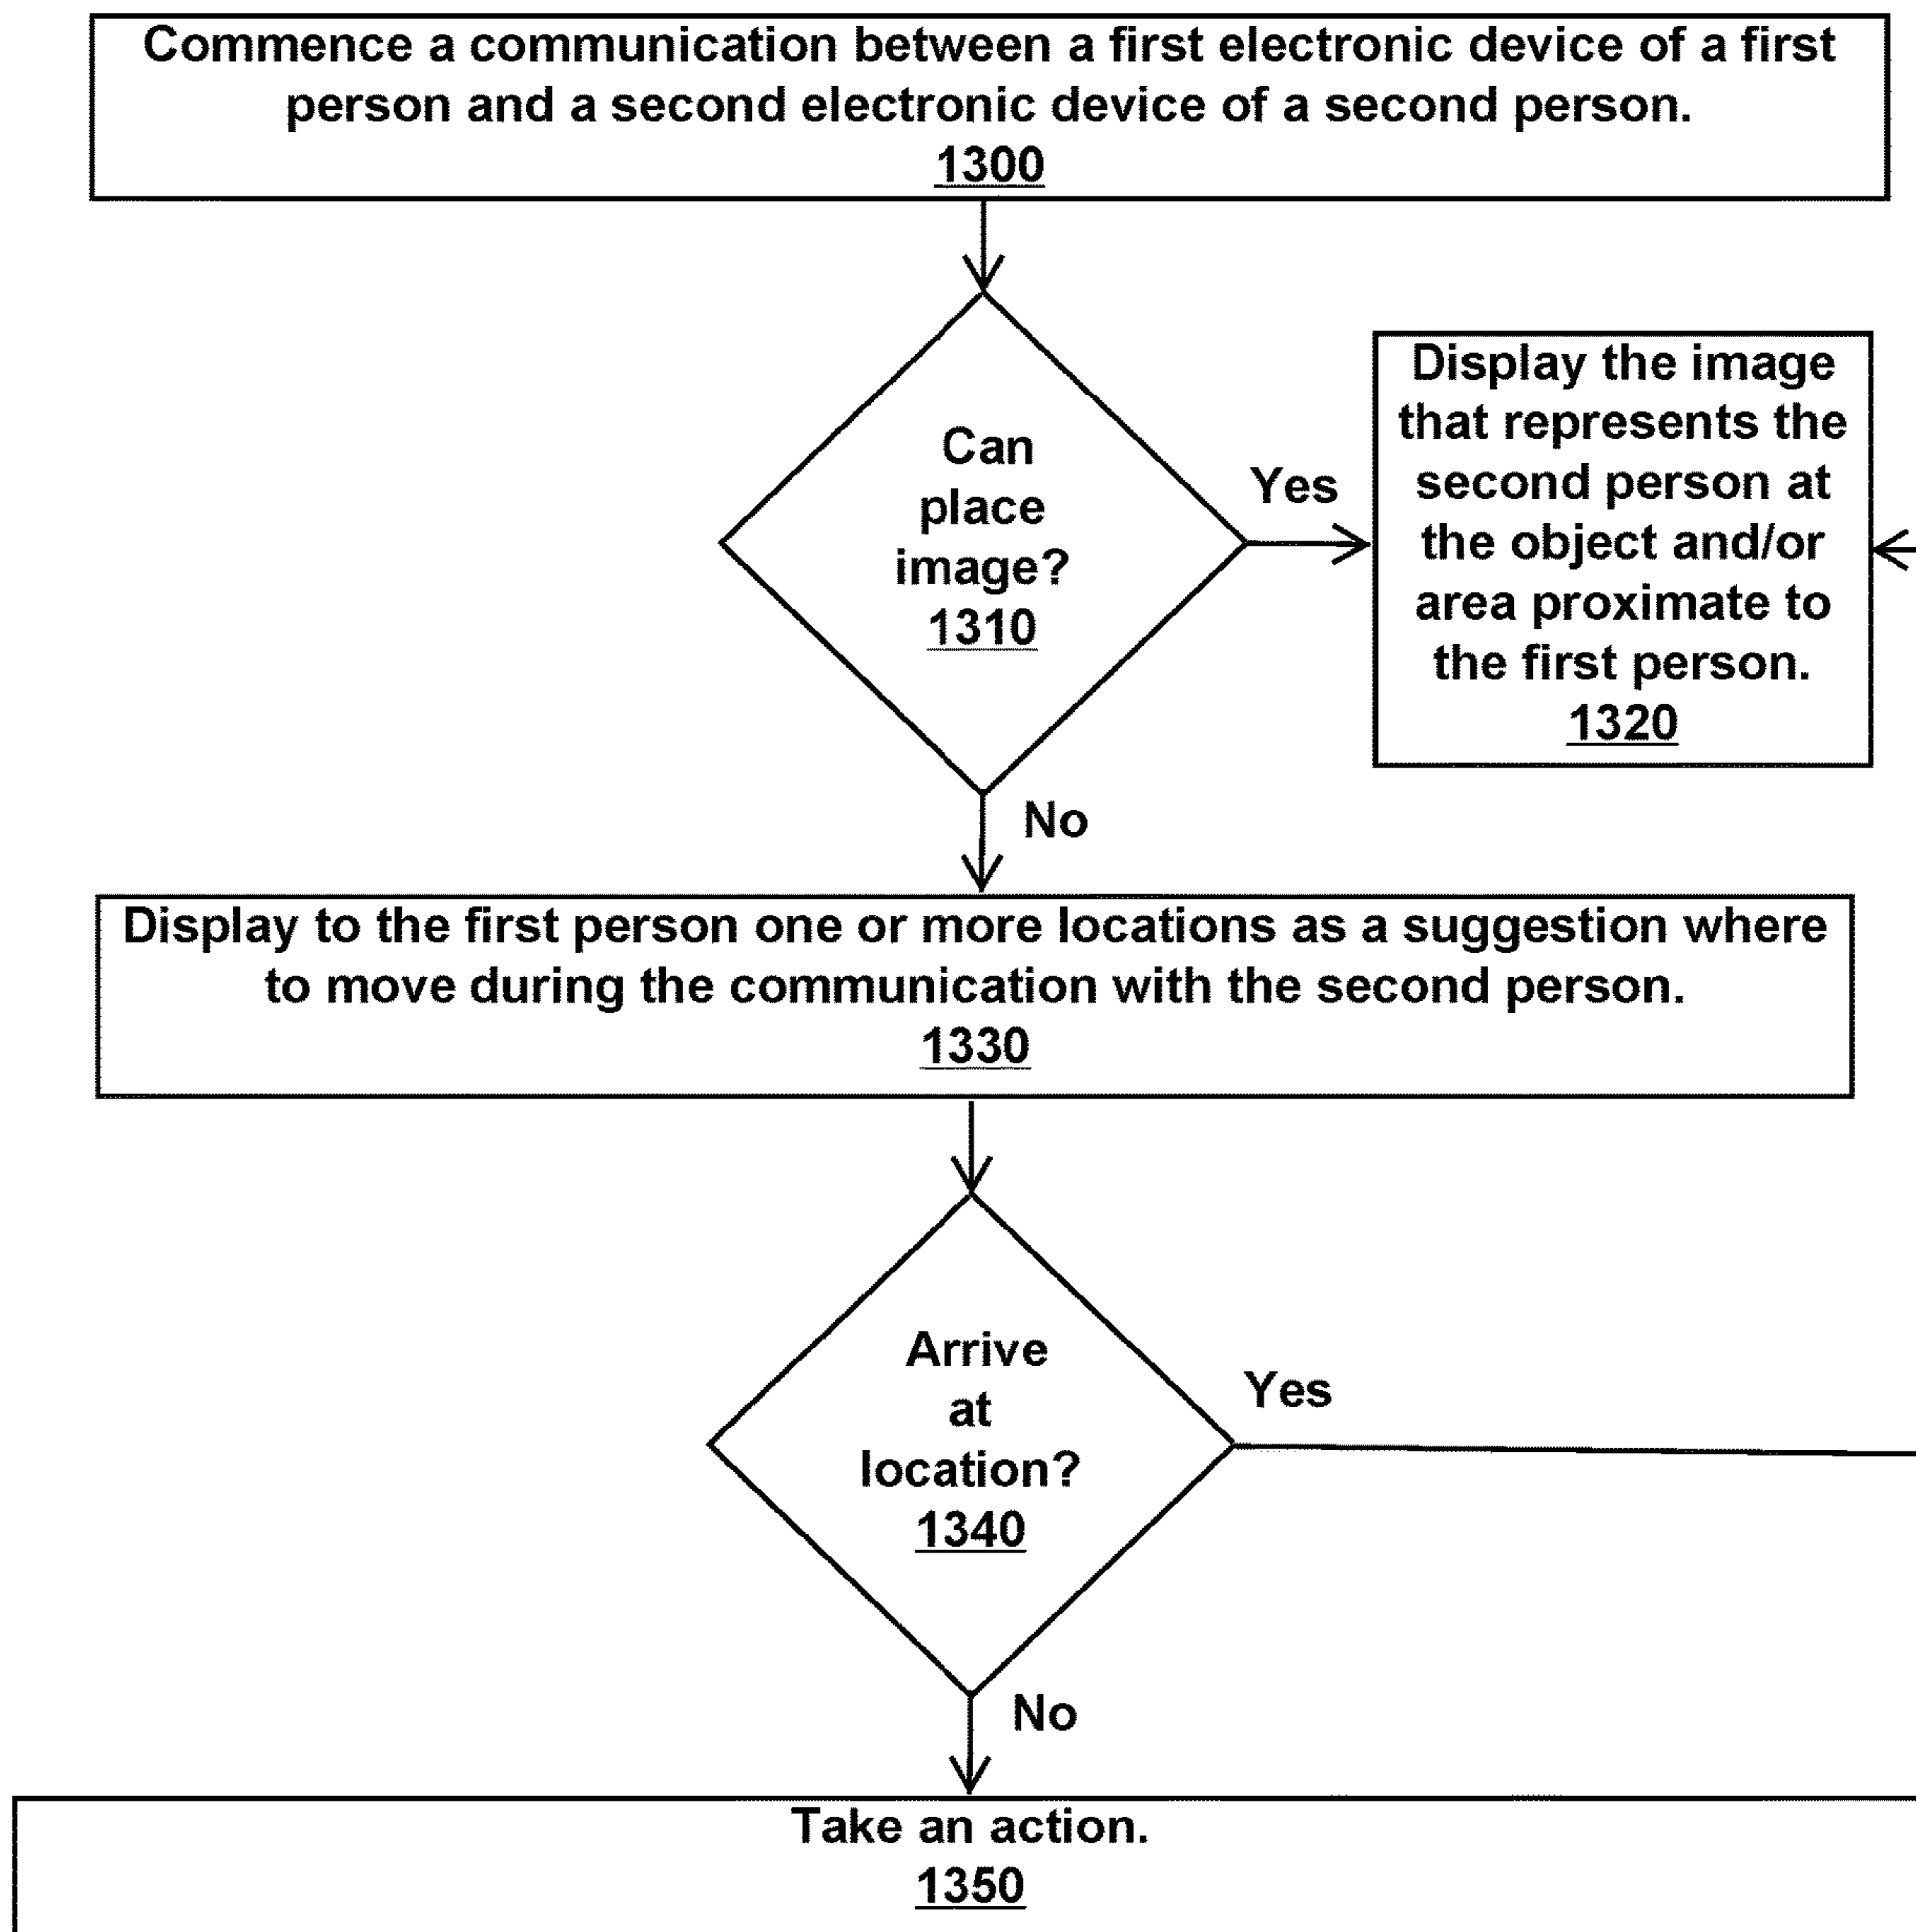 Commence a communication between a first electronic device of a first
person and a second electronic device of a second person.
1300
Can
place
image?
1310
Yes
Display the image
that represents the
second person at
the object and/or
area proximate to
the first person.
1320
No
Display to the first person one or more locations as a suggestion where
to move during the communication with the second person.
1330
Arrive
at
location?
1340
Yes
No
Take an action.
1350